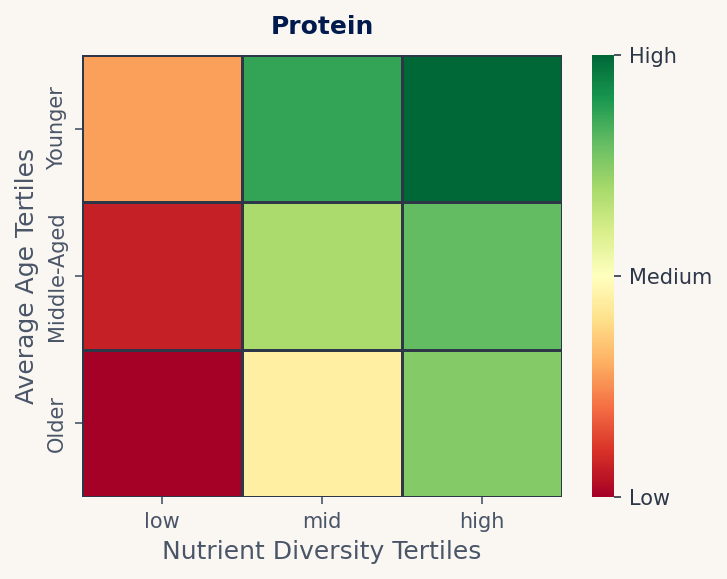 Protein
High
Medium
Low
Average Age Tertiles
Younger
Middle-Aged
Older
low
mid
high
Nutrient Diversity Tertiles